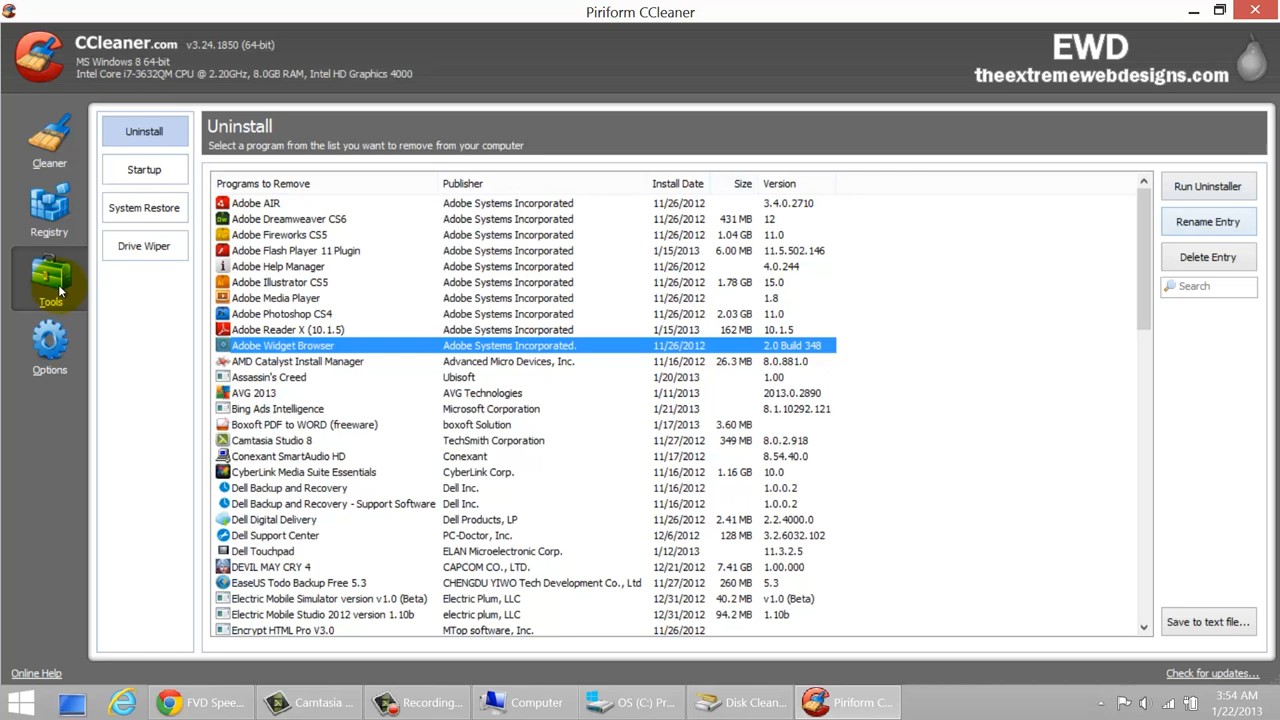 Piriform CCleaner
CCleaner.com v3.24.1850 (64-bit)
MS Windows 8 64-bit
Intel Core i7-3632QM CPU @ 2.20GHz, 8.0GB RAM, Intel HD Graphics 4000
EWD
theextremewebdesigns.com
Cleaner
Registry
Tools
Options
Uninstall
Startup
System Restore
Drive Wiper
Uninstall
Select a program from the list you want to remove from your computer
Programs to Remove Publisher Install Date Size Version
Adobe AIR Adobe Systems Incorporated 11/26/2012 3.4.0.2710
Adobe Dreamweaver CS6 Adobe Systems Incorporated 11/26/2012 431 MB 12
Adobe Fireworks CS5 Adobe Systems Incorporated 11/26/2012 1.04 GB 11.0
Adobe Flash Player 11 Plugin Adobe Systems Incorporated 1/15/2013 6.00 MB 11.5.502.146
Adobe Help Manager Adobe Systems Incorporated 11/26/2012 4.0.244
Adobe Illustrator CS5 Adobe Systems Incorporated 11/26/2012 1.78 GB 15.0
Adobe Media Player Adobe Systems Incorporated 11/26/2012 1.8
Adobe Photoshop CS4 Adobe Systems Incorporated 11/26/2012 2.03 GB 11.0
Adobe Reader X (10.1.5) Adobe Systems Incorporated 1/15/2013 162 MB 10.1.5
Adobe Widget Browser Adobe Systems Incorporated. 11/26/2012 2.0 Build 348
AMD Catalyst Install Manager Advanced Micro Devices, Inc. 11/16/2012 26.3 MB 8.0.881.0
Assassin's Creed Ubisoft 1/20/2013 1.00
AVG 2013 AVG Technologies 1/11/2013 2013.0.2890
Bing Ads Intelligence Microsoft Corporation 1/21/2013 8.1.10292.121
Boxoft PDF to WORD (freeware) boxoft Solution 1/17/2013 3.60 MB
Camtasia Studio 8 TechSmith Corporation 11/27/2012 349 MB 8.0.2.918
Conexant SmartAudio HD Conexant 11/17/2012 8.54.40.0
CyberLink Media Suite Essentials CyberLink Corp. 11/16/2012 1.16 GB 10.0
Dell Backup and Recovery Dell Inc. 11/16/2012 1.0.0.2
Dell Backup and Recovery - Support Software Dell Inc. 11/16/2012 1.0.0.2
Dell Digital Delivery Dell Products, LP 11/26/2012 2.41 MB 2.2.4000.0
Dell Support Center PC-Doctor, Inc. 12/6/2012 128 MB 3.2.6032.102
Dell Touchpad ELAN Microelectronic Corp. 1/12/2013 11.3.2.5
DEVIL MAY CRY 4 CAPCOM CO., LTD. 12/16/2012 7.41 GB 1.00.000
EaseUS Todo Backup Free 5.3 CHENGDU YIWO Tech Development Co., Ltd 11/27/2012 260 MB 5.3
Electric Mobile Simulator version v1.0 (Beta) Electric Plum, LLC 12/31/2012 40.2 MB v1.0 (Beta)
Electric Mobile Studio 2012 version 1.10b electric plum, LLC 12/31/2012 94.2 MB 1.10b
Encrypt HTML Pro V3.0 MTop software, Inc. 11/26/2012
Run Uninstaller
Rename Entry
Delete Entry
Search
Save to text file...
Online Help
Check for updates...
FVD Spee... Camtasia ... Recording... Computer OS (C:) Pr... Disk Clean... Piriform C...
3:54 AM
1/22/2013